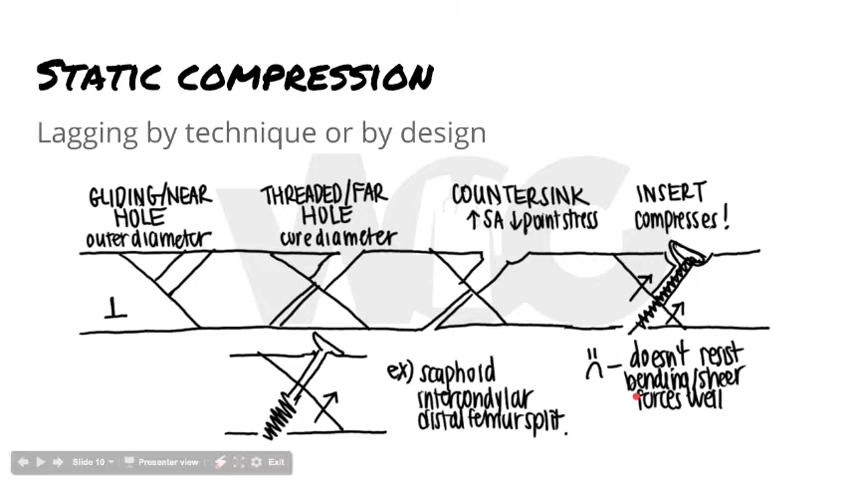 STATIC COMPRESSION
Lagging by technique or by design
GLIDING/NEAR
HOLE
outer diameter
THREADED/FAR
HOLE
core diameter
COUNTERSINK
↑SA ↓point stress
INSERT
compresses!
⊥
ex) scaphoid
intercondylar
distal femur split.
:( – doesn't resist
bending/sheer
forces well
WCG
Slide 10
Presenter view
Exit